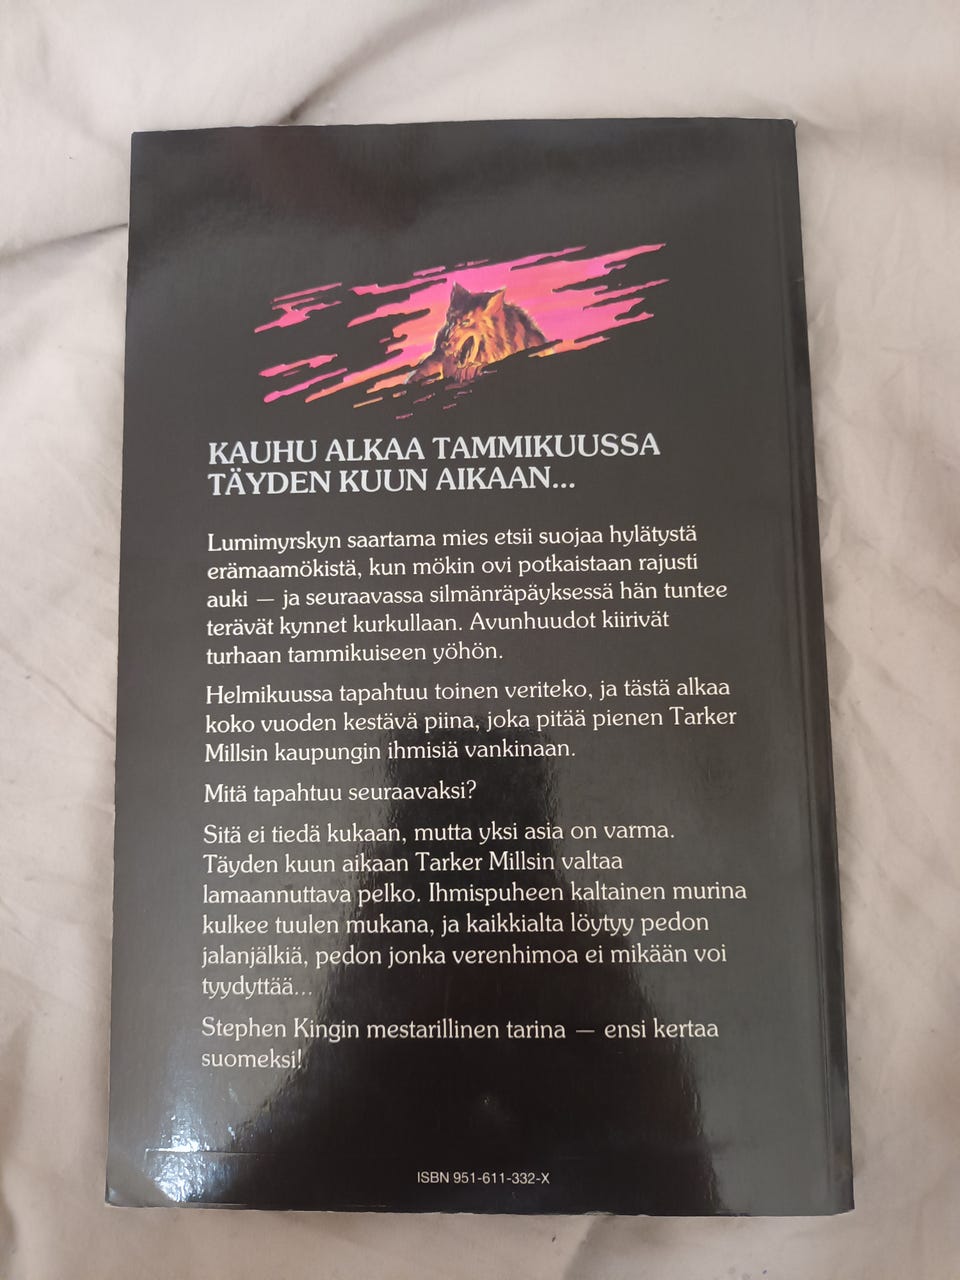 KAUHU ALKAA TAMMIKUUSSA
TÄYDEN KUUN AIKAAN...
Lumimyrskyn saartama mies etsii suojaa hylätystä
erämaamökistä, kun mökin ovi potkaistaan rajusti
auki — ja seuraavassa silmänräpäyksessä hän tuntee
terävät kynnet kurkullaan. Avunhuudot kiirivät
turhaan tammikuiseen yöhön.
Helmikuussa tapahtuu toinen veriteko, ja tästä alkaa
koko vuoden kestävä piina, joka pitää pienen Tarker
Millsin kaupungin ihmisiä vankinaan.
Mitä tapahtuu seuraavaksi?
Sitä ei tiedä kukaan, mutta yksi asia on varma.
Täyden kuun aikaan Tarker Millsin valtaa
lamaannuttava pelko. Ihmispuheen kaltainen murina
kulkee tuulen mukana, ja kaikkialta löytyy pedon
jalanjälkiä, pedon jonka verenhimoa ei mikään voi
tyydyttää...
Stephen Kingin mestarillinen tarina — ensi kertaa
suomeksi!
ISBN 951-611-332-X